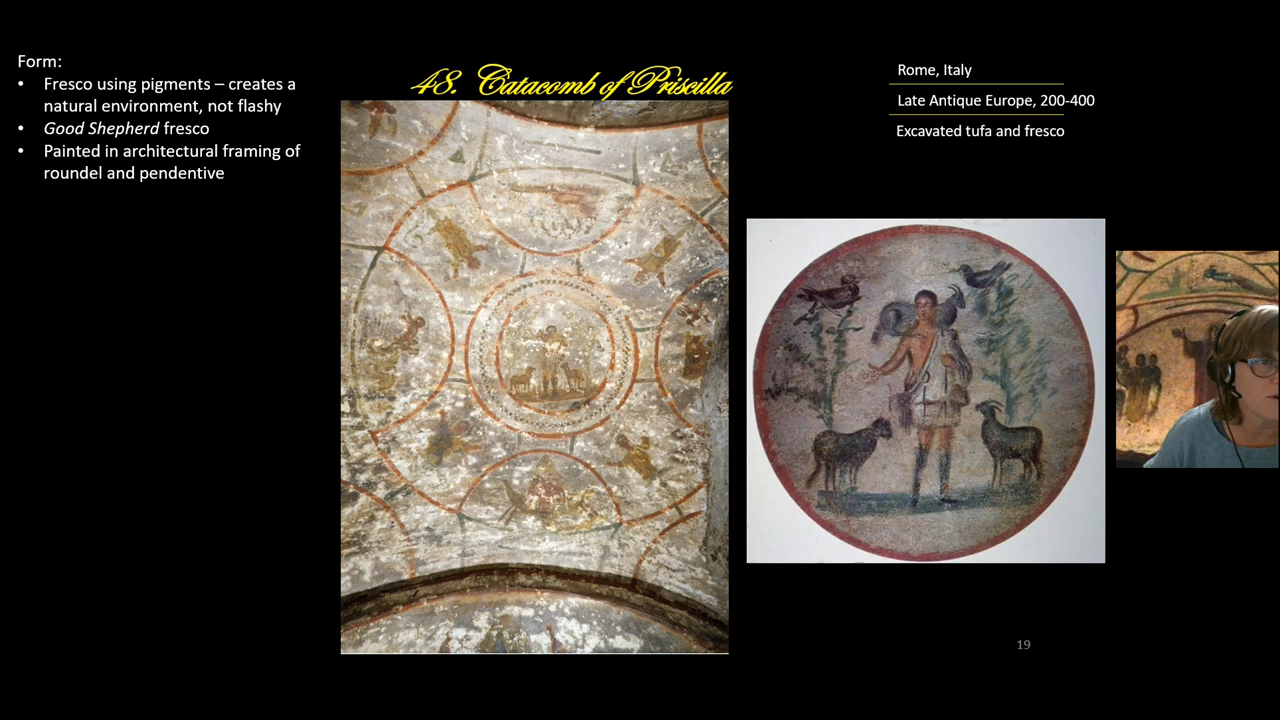 Form:
• Fresco using pigments – creates a
natural environment, not flashy
• Good Shepherd fresco
• Painted in architectural framing of
roundel and pendentive
48. Catacomb of Priscilla
Rome, Italy
Late Antique Europe, 200-400
Excavated tufa and fresco
19